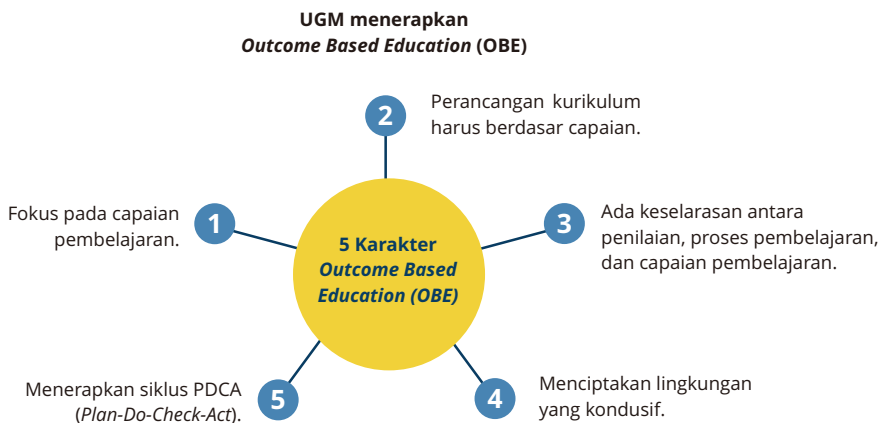 UGM menerapkan
Outcome Based Education (OBE)
1
Fokus pada capaian
pembelajaran.
2
Perancangan kurikulum
harus berdasar capaian.
3
Ada keselarasan antara
penilaian, proses pembelajaran,
dan capaian pembelajaran.
4
Menciptakan lingkungan
yang kondusif.
5
Menerapkan siklus PDCA
(Plan-Do-Check-Act).
5 Karakter
Outcome Based
Education (OBE)